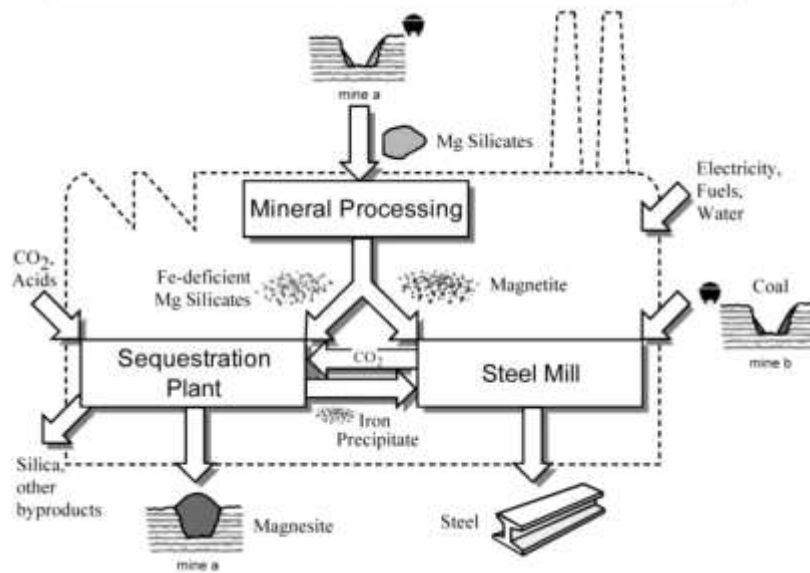 mine a
Mg Silicates
Electricity,
Fuels,
Water
Mineral Processing
CO2,
Acids
Fe-deficient
Mg Silicates
Magnetite
Coal
mine b
Sequestration
Plant
CO2
Steel Mill
Iron
Precipitate
Silica,
other
byproducts
Magnesite
mine a
Steel